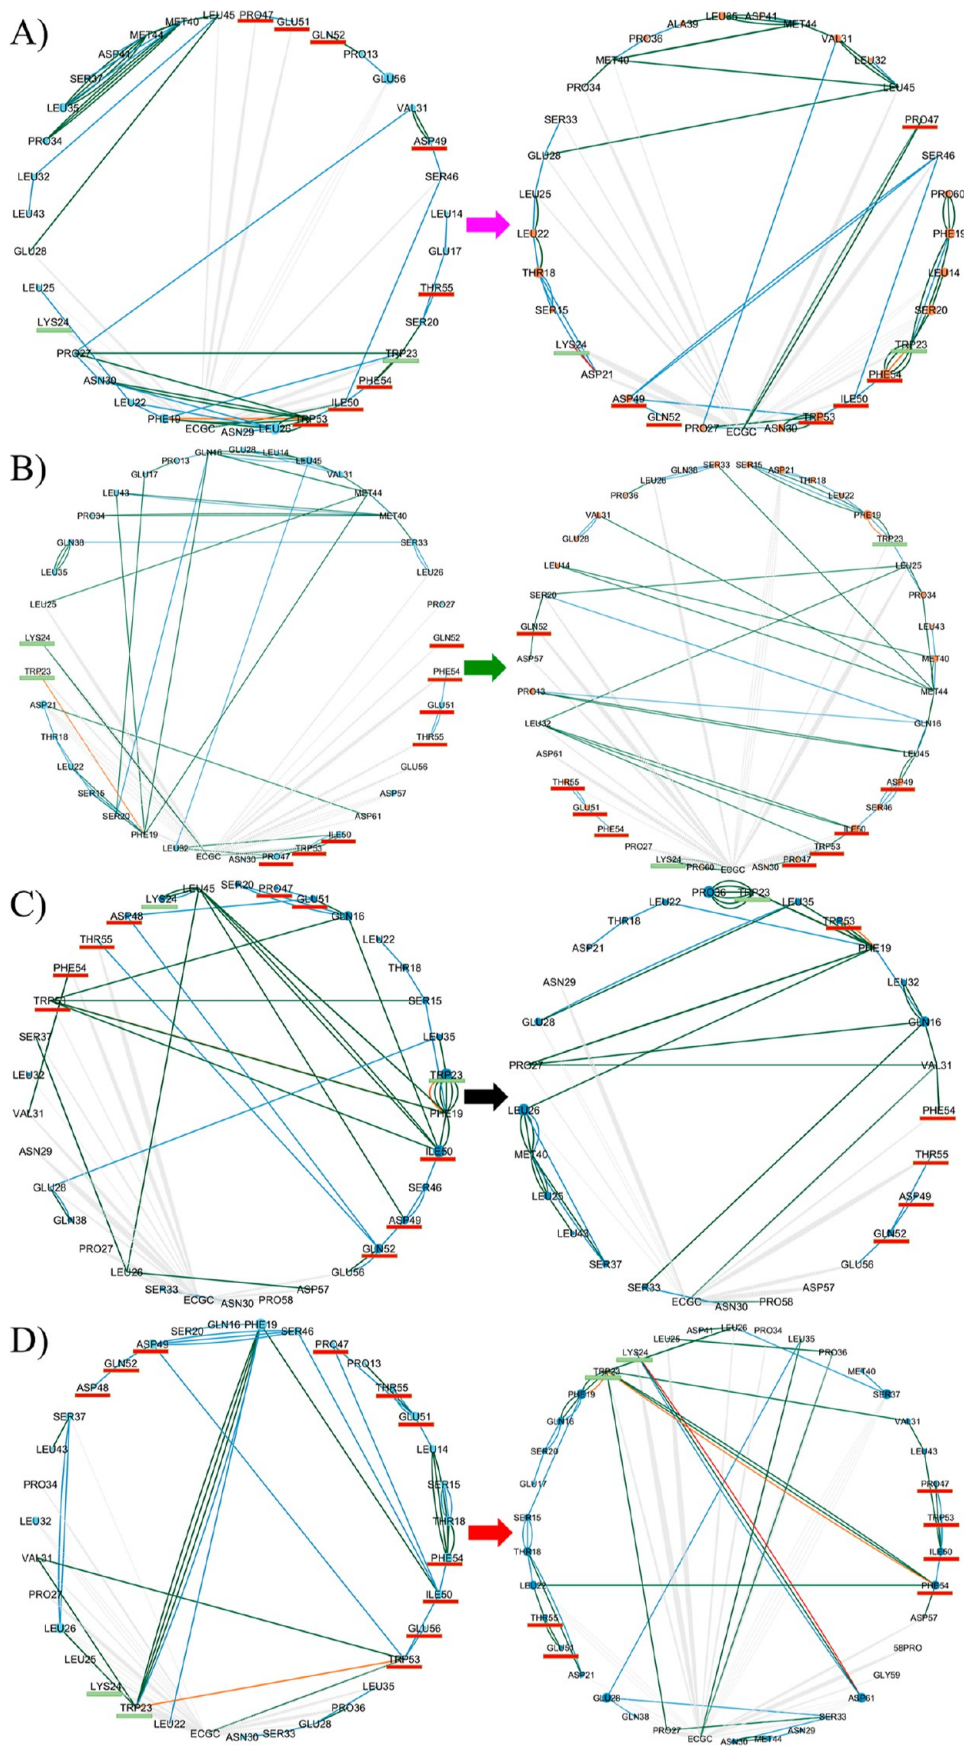 A)
LEU45
PRO47
GLU51
GLN52
PRO13
GLU56
VAL31
ASP49
SER46
LEU14
GLU17
THR55
SER20
TRP23
PHE54
ILE50
TRP53
LEU26
ASN29
ECGC
PHE19
LEU22
ASN30
PRO27
LYS24
LEU25
GLU28
LEU43
LEU32
PRO34
LEU35
SER37
ASP41
MET44
MET40
LEU35
ASP41
MET44
VAL31
LEU32
LEU45
PRO47
SER46
PRO60
PHE19
LEU14
SER20
TRP23
PHE54
ILE50
TRP53
ASN30
ECGC
PRO27
GLN52
ASP49
ASP21
LYS24
SER15
THR18
LEU22
LEU25
GLU28
SER33
PRO34
MET40
PRO36
ALA39
B)
GLN16
GLU28
LEU14
LEU45
VAL31
MET44
MET40
SER33
LEU26
PRO27
GLN52
PHE54
GLU51
THR55
GLU56
ASP57
ASP61
ILE50
TRP53
PRO47
ASN30
ECGC
LEU32
PHE19
SER20
SER15
LEU22
THR18
ASP21
TRP23
LYS24
LEU25
LEU35
GLN38
PRO34
LEU43
GLU17
PRO13
SER33
SER15
ASP21
THR18
LEU22
PHE19
TRP23
LEU25
PRO34
LEU43
MET40
MET44
GLN16
LEU45
ASP49
SER46
ILE50
TRP53
PRO47
ASN30
ECGC
PRO60
LYS24
PRO27
PHE54
GLU51
THR55
ASP61
LEU32
PRO13
ASP57
GLN52
SER20
LEU14
GLU28
VAL31
PRO36
LEU26
GLN38
C)
LEU45
SER20
PRO47
GLU51
GLN16
LEU22
THR18
SER15
LEU35
TRP23
PHE19
ILE50
SER46
ASP49
GLN52
GLU56
ASP57
PRO58
ASN30
ECGC
SER33
LEU26
PRO27
GLN38
GLU28
ASN29
VAL31
LEU32
SER37
TRP53
PHE54
THR55
ASP48
LYS24
PRO36
TRP23
LEU35
TRP53
PHE19
LEU32
GLN16
VAL31
PHE54
THR55
ASP49
GLN52
GLU56
ASP57
PRO58
ASN30
ECGC
SER33
SER37
LEU43
LEU25
MET40
LEU26
PRO27
GLU28
ASN29
ASP21
THR18
LEU22
D)
PHE19
SER46
PRO47
PRO13
THR55
GLU51
LEU14
SER15
THR18
PHE54
ILE50
GLU56
TRP53
LEU35
PRO36
GLU28
SER33
ASN30
ECGC
LEU22
TRP23
LYS24
LEU25
LEU26
PRO27
VAL31
LEU32
PRO34
LEU43
SER37
ASP48
GLN52
ASP49
SER20
GLN16
LEU26
PRO34
LEU35
PRO36
MET40
SER37
VAL31
LEU43
PRO47
TRP53
ILE50
PHE54
ASP57
58PRO
GLY59
ASP61
SER33
ASN29
MET44
ASN30
ECGC
PRO27
GLN38
GLU28
ASP21
GLU51
THR55
LEU22
THR18
SER15
GLU17
SER20
GLN16
PHE19
TRP23
LYS24
LEU25
ASP41